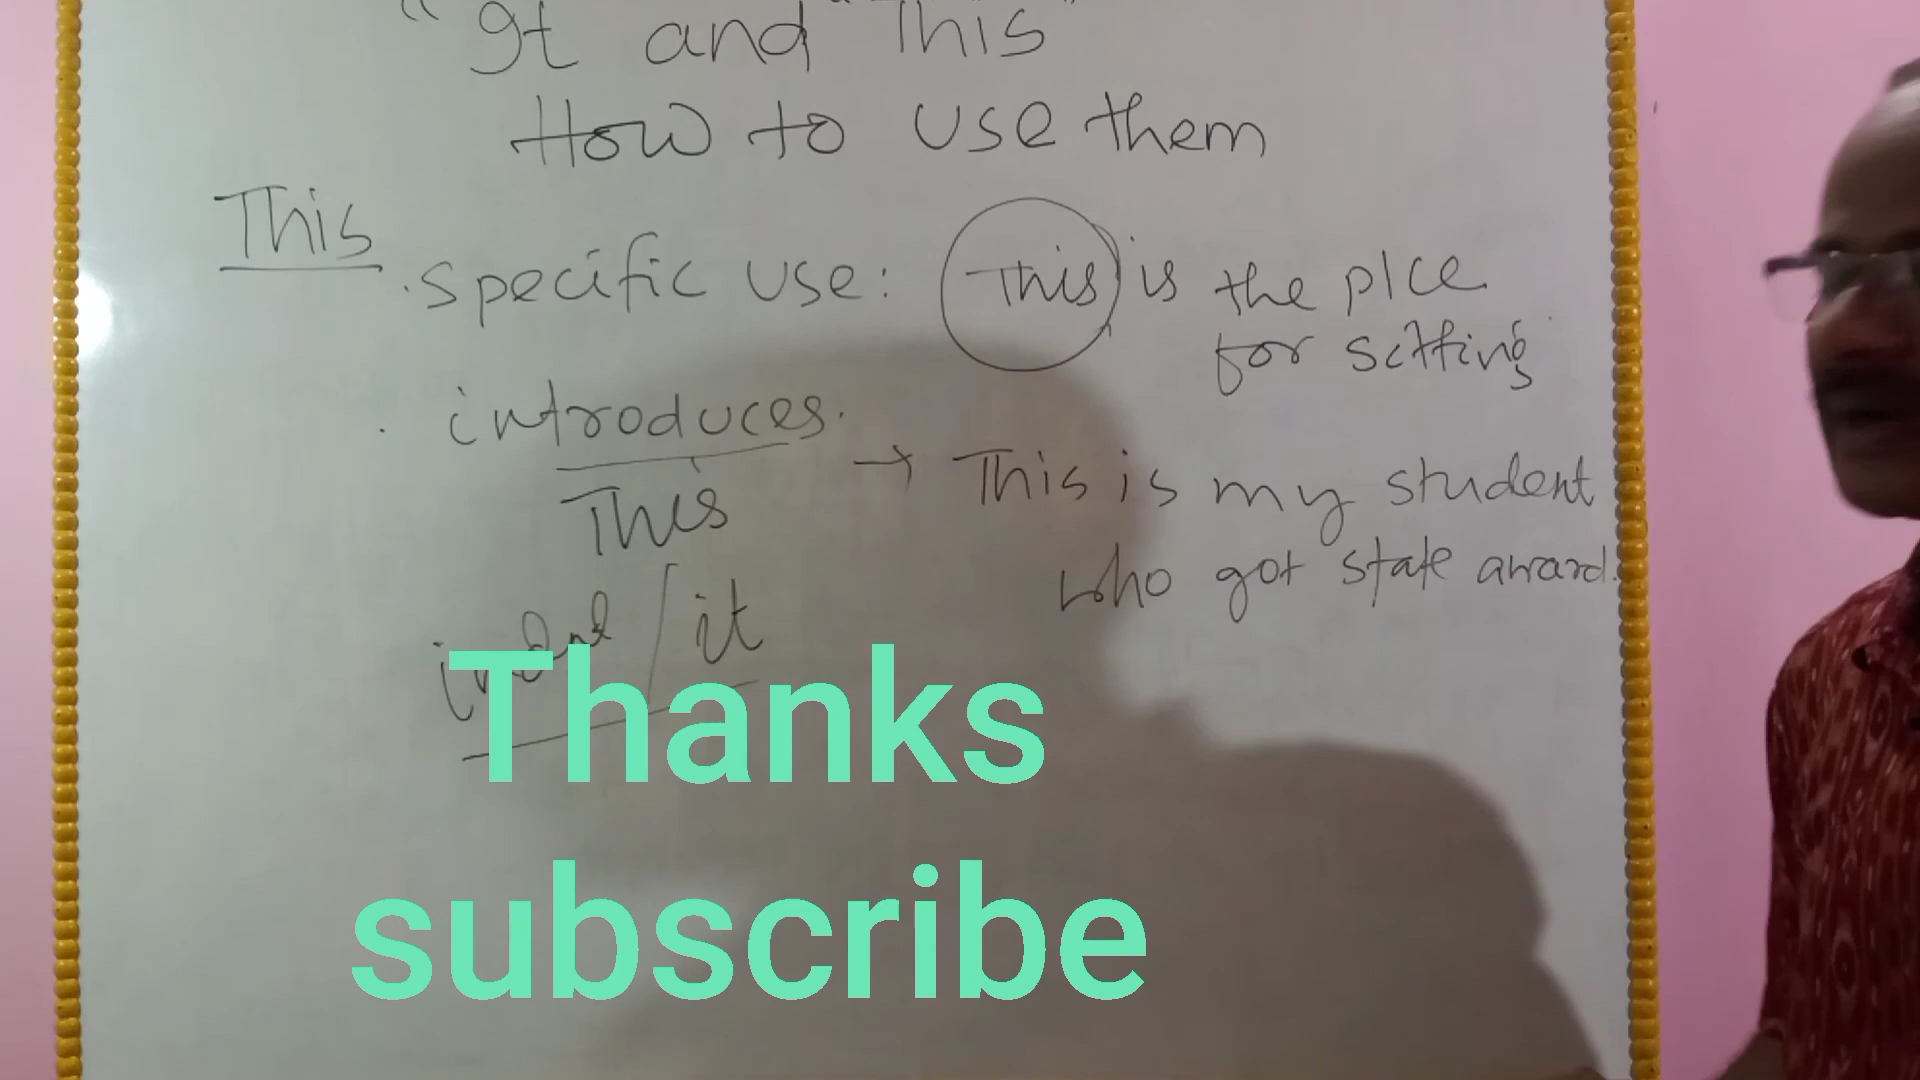 "It and "This"
How to use them
This
. specific use: This is the plce
for sitting
. introduces.
This → This is my student
who got state award.
/ it
Thanks
subscribe